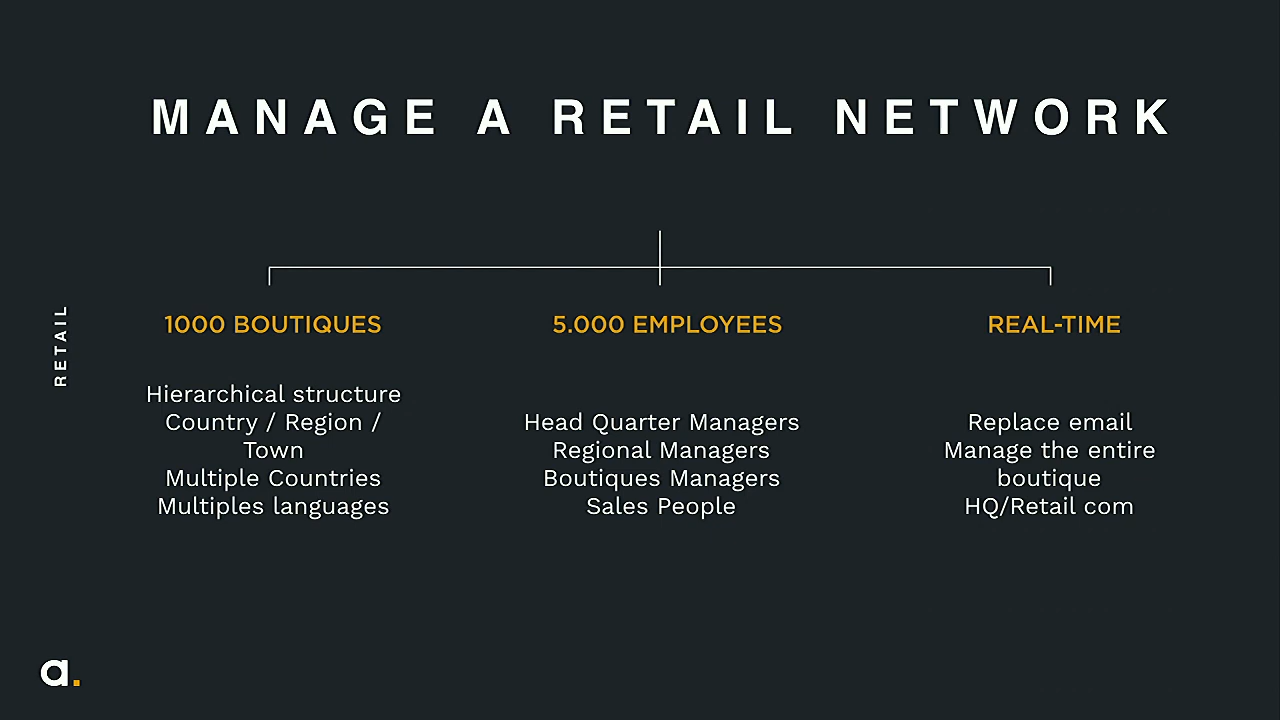 MANAGE A RETAIL NETWORK
RETAIL
1000 BOUTIQUES
Hierarchical structure
Country / Region /
Town
Multiple Countries
Multiples languages
5.000 EMPLOYEES
Head Quarter Managers
Regional Managers
Boutiques Managers
Sales People
REAL-TIME
Replace email
Manage the entire
boutique
HQ/Retail com
a.